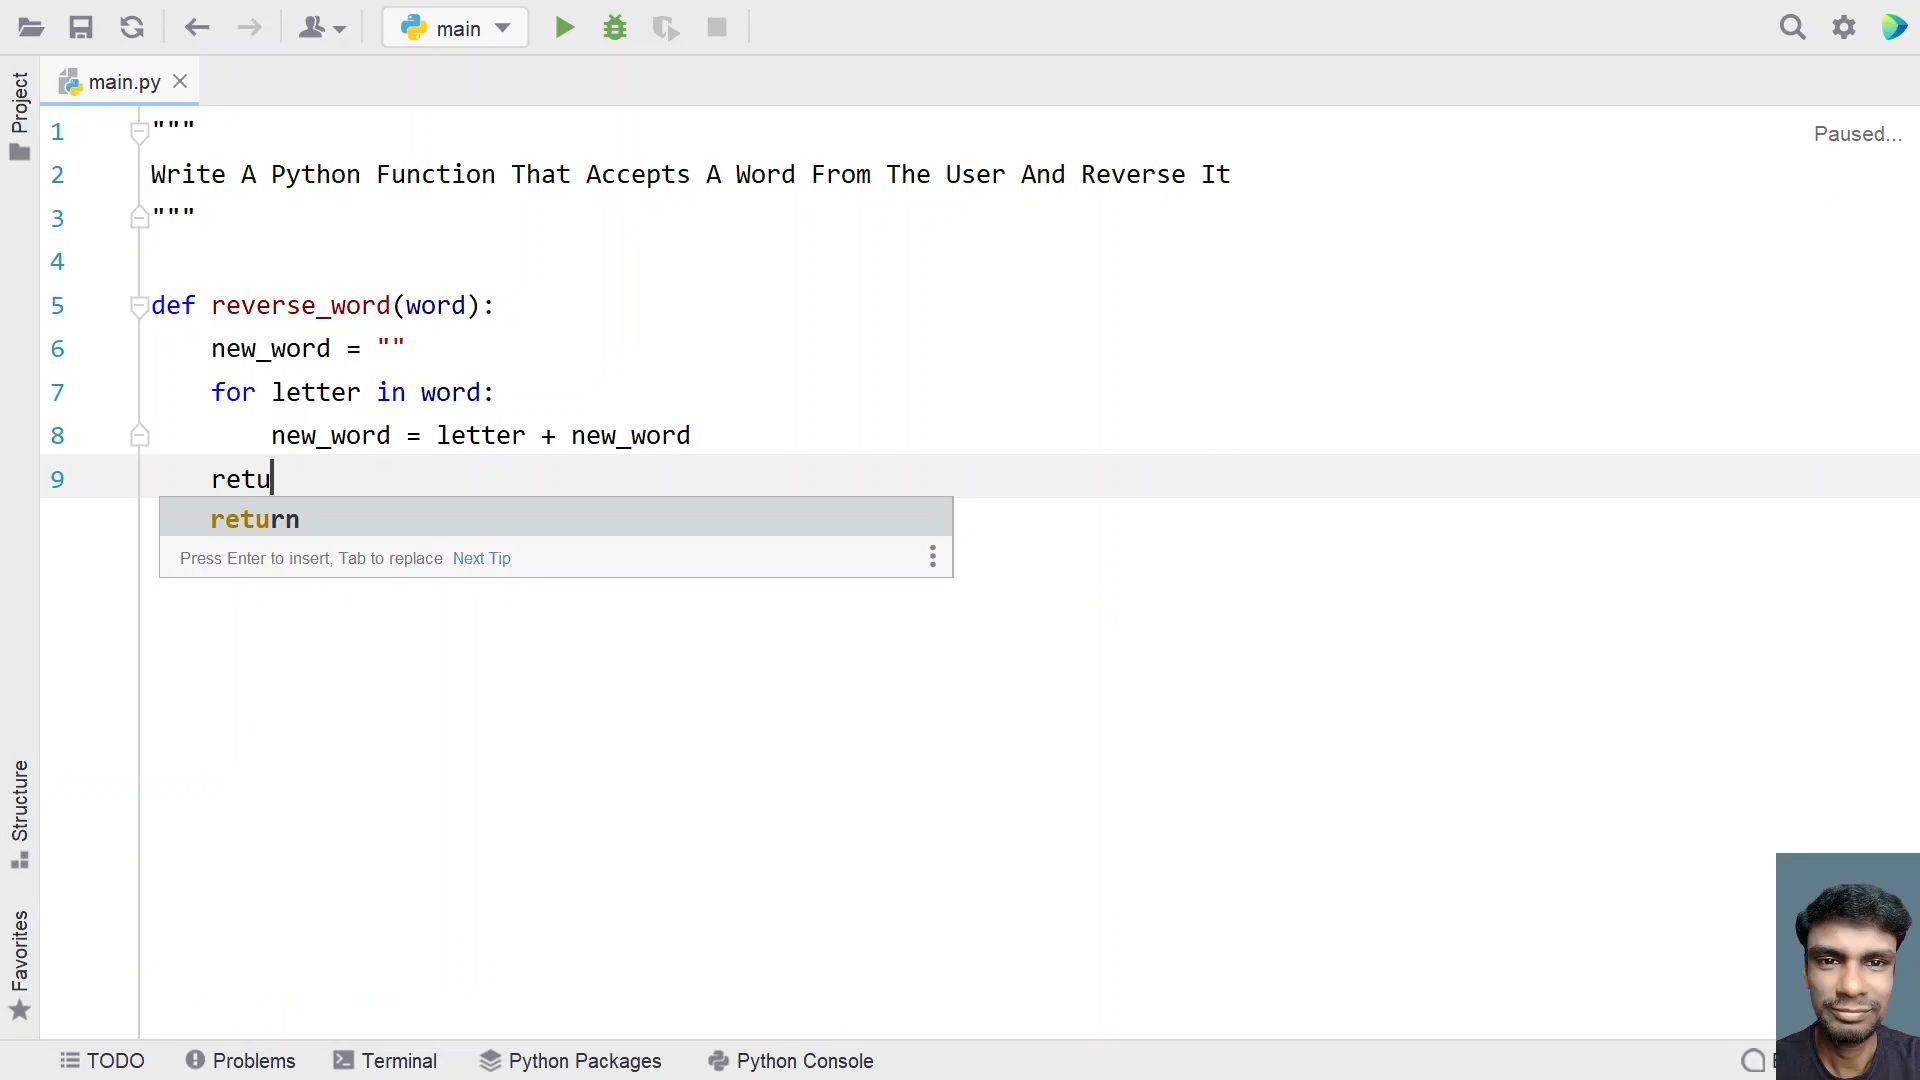 main
main.py
Project
Paused...
1 """
2 Write A Python Function That Accepts A Word From The User And Reverse It
3 """
4
5 def reverse_word(word):
6 new_word = ""
7 for letter in word:
8 new_word = letter + new_word
9 retu
return
Press Enter to insert, Tab to replace Next Tip
Structure
Favorites
TODO Problems Terminal Python Packages Python Console